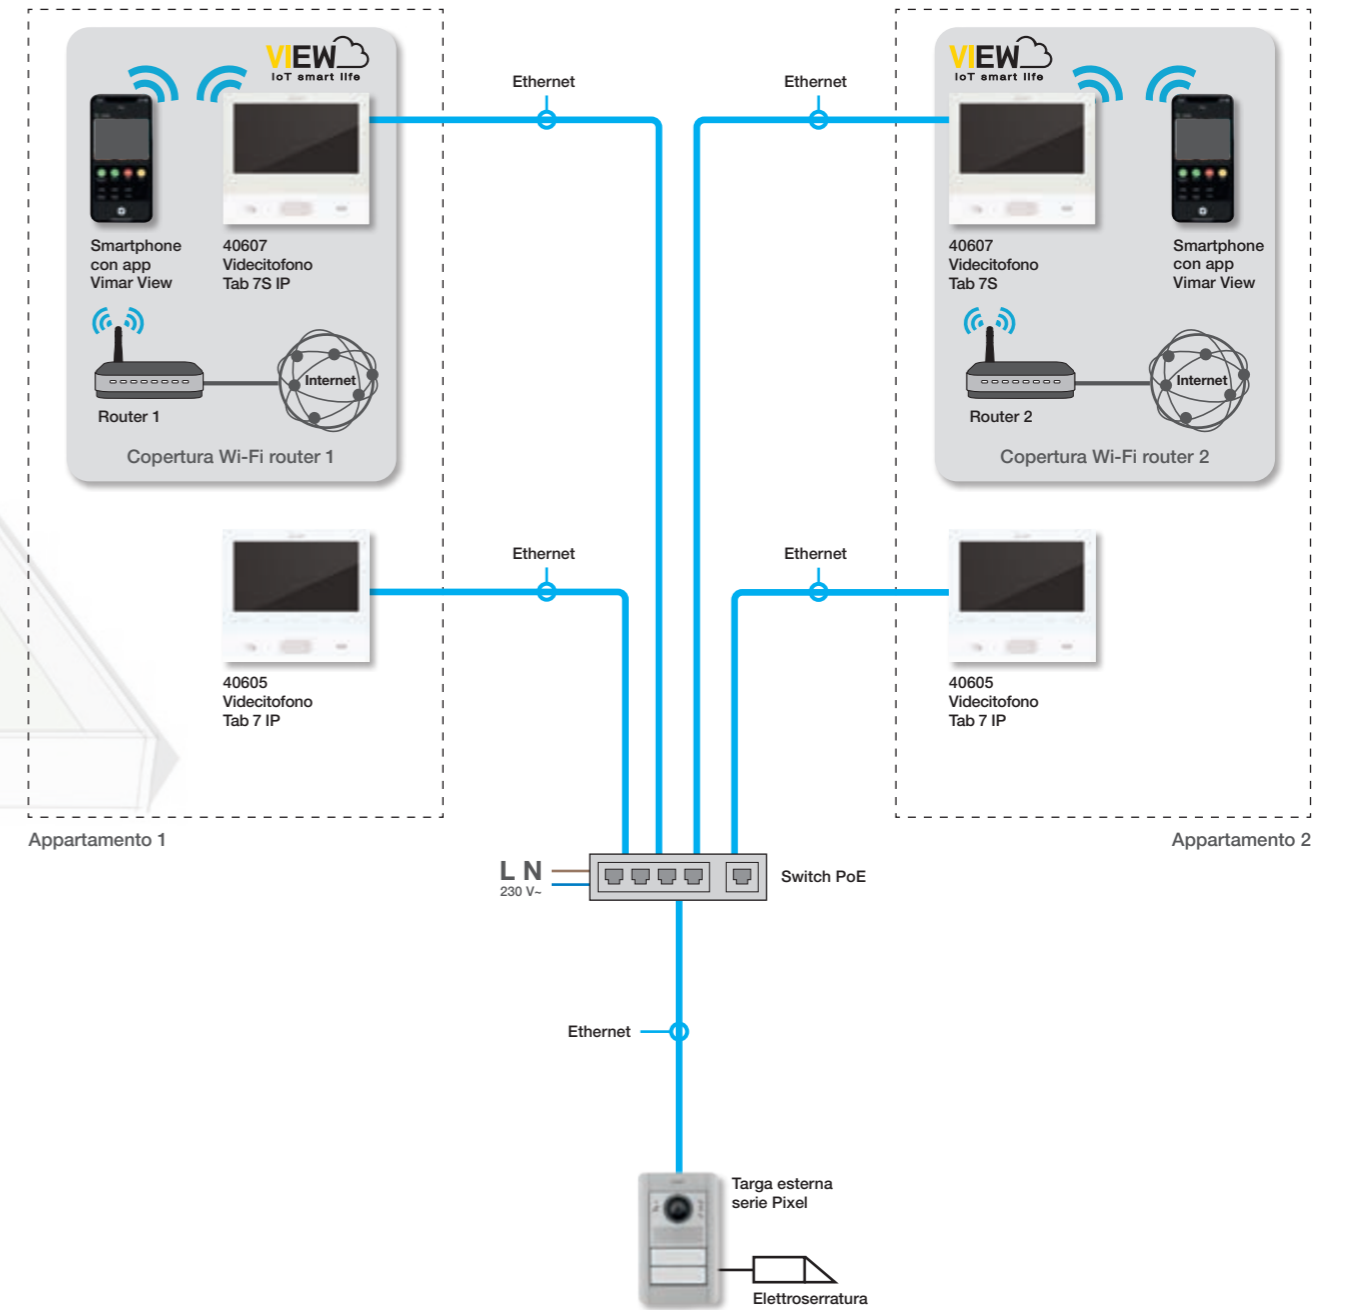 VIEW
IoT smart life
Ethernet
Ethernet
VIEW
IoT smart life
Smartphone
con app
Vimar View
40607
Videcitofono
Tab 7S IP
40607
Videcitofono
Tab 7S
Smartphone
con app
Vimar View
Internet
Router 1
Copertura Wi-Fi router 1
Internet
Router 2
Copertura Wi-Fi router 2
Ethernet
Ethernet
40605
Videcitofono
Tab 7 IP
40605
Videcitofono
Tab 7 IP
Appartamento 1
Appartamento 2
L N
230 V~
Switch PoE
Ethernet
Targa esterna
serie Pixel
Elettroserratura